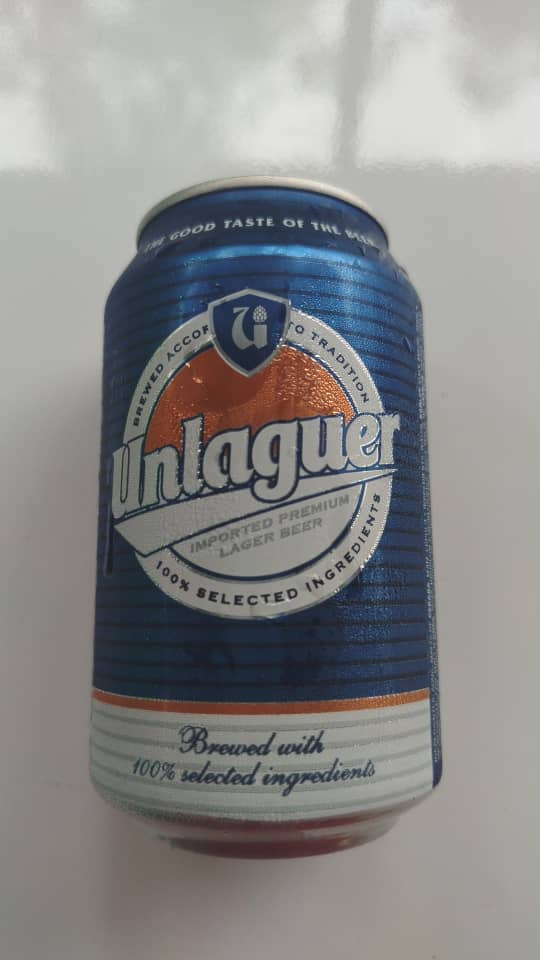 THE GOOD TASTE OF THE BEER
U
BREWED ACCOR TO TRADITION
Unlaguer
IMPORTED PREMIUM
LAGER BEER
100% SELECTED INGREDIENTS
Brewed with
100% selected ingredients